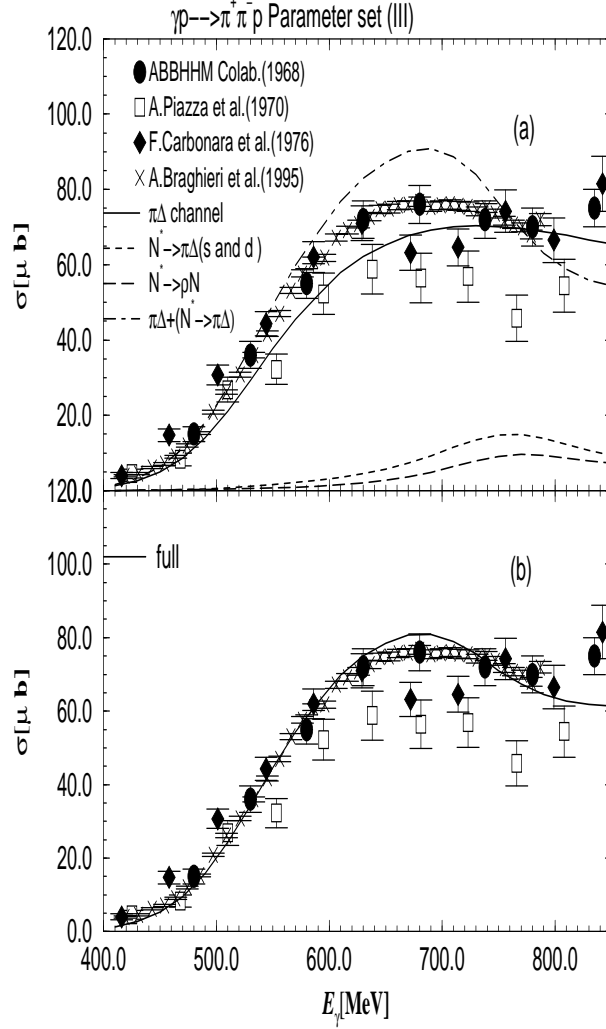 γp−−>π⁺π⁻p Parameter set (III)
120.0
100.0
80.0
60.0
40.0
20.0
σ[μ b]
ABBHHM Colab.(1968)
A.Piazza et al.(1970)
F.Carbonara et al.(1976)
A.Braghieri et al.(1995)
πΔ channel
N*−>πΔ(s and d )
N*−>ρN
πΔ+(N*−>πΔ)
(a)
120.0
100.0
80.0
60.0
40.0
20.0
0.0
σ[μ b]
full
(b)
400.0 500.0 600.0 700.0 800.0
Eγ[MeV]